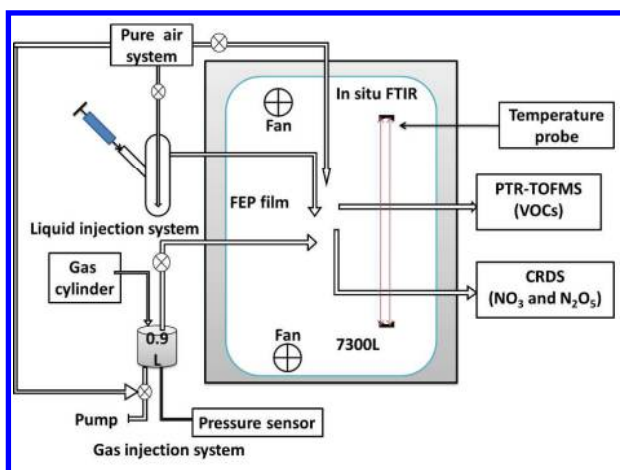 Pure air
system
In situ FTIR
Fan
Temperature
probe
FEP film
PTR-TOFMS
(VOCs)
Liquid injection system
Gas
cylinder
CRDS
(NO₃ and N₂O₅)
0.9
L
Fan
7300L
Pump
Pressure sensor
Gas injection system